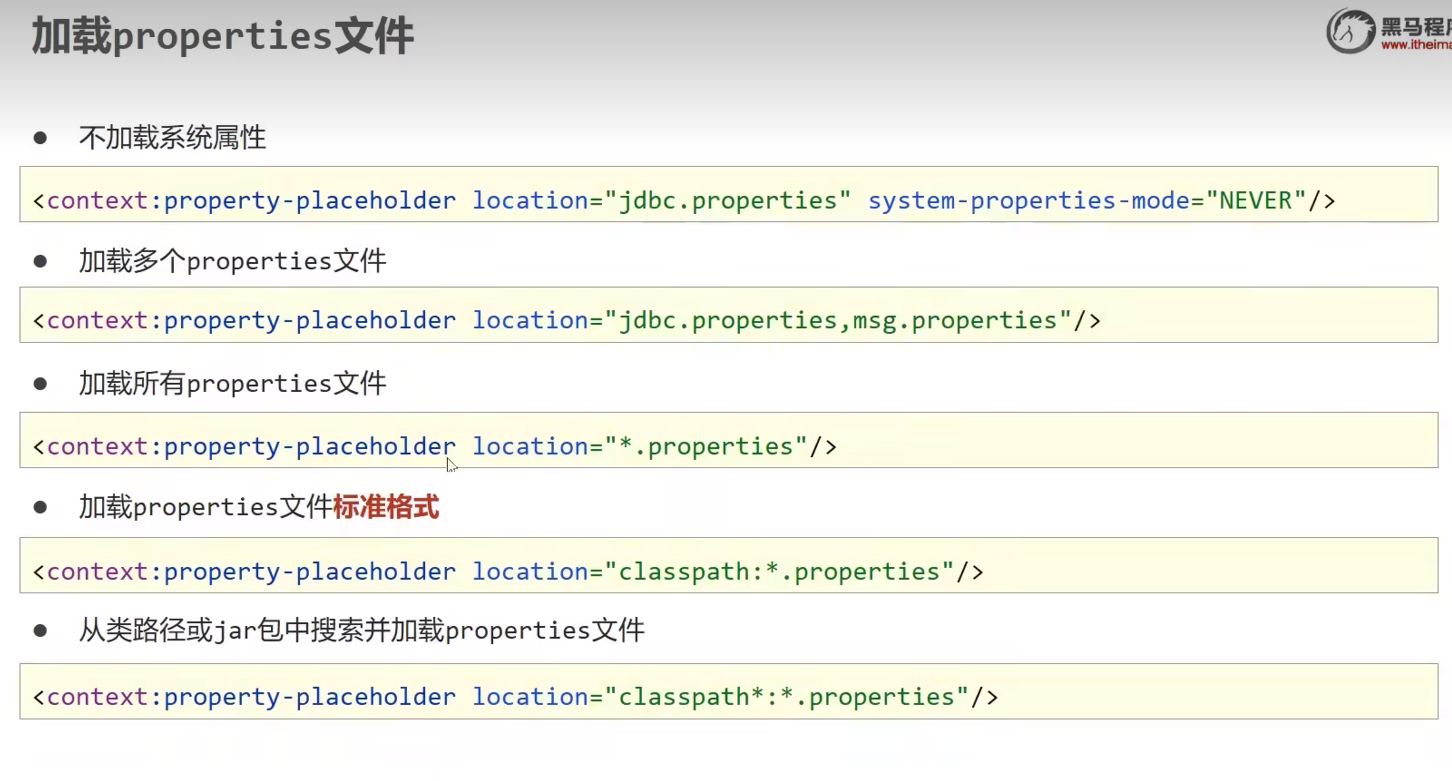 加载properties文件
黑马程
www.itheima
● 不加载系统属性
<context:property-placeholder location="jdbc.properties" system-properties-mode="NEVER"/>
● 加载多个properties文件
<context:property-placeholder location="jdbc.properties,msg.properties"/>
● 加载所有properties文件
<context:property-placeholder location="*.properties"/>
● 加载properties文件标准格式
<context:property-placeholder location="classpath:*.properties"/>
● 从类路径或jar包中搜索并加载properties文件
<context:property-placeholder location="classpath*:*.properties"/>